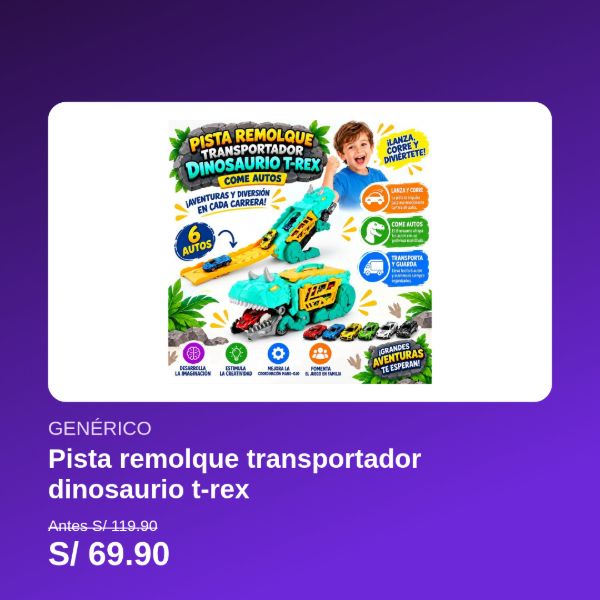 PISTA REMOLQUE
TRANSPORTADOR
DINOSAURIO T-REX
COME AUTOS
¡AVENTURAS Y DIVERSIÓN
EN CADA CARRERA!
¡LANZA,
CORRE Y
DIVIÉRTETE!
6
AUTOS
LANZA Y CORRE
COME AUTOS
TRANSPORTA
Y GUARDA
DESARROLLA
LA IMAGINACIÓN
ESTIMULA
LA CREATIVIDAD
MEJORA LA
COORDINACIÓN MANO-OJO
FOMENTA
EL JUEGO EN FAMILIA
¡GRANDES
AVENTURAS
TE ESPERAN!
GENÉRICO
Pista remolque transportador
dinosaurio t-rex
Antes S/ 119.90
S/ 69.90